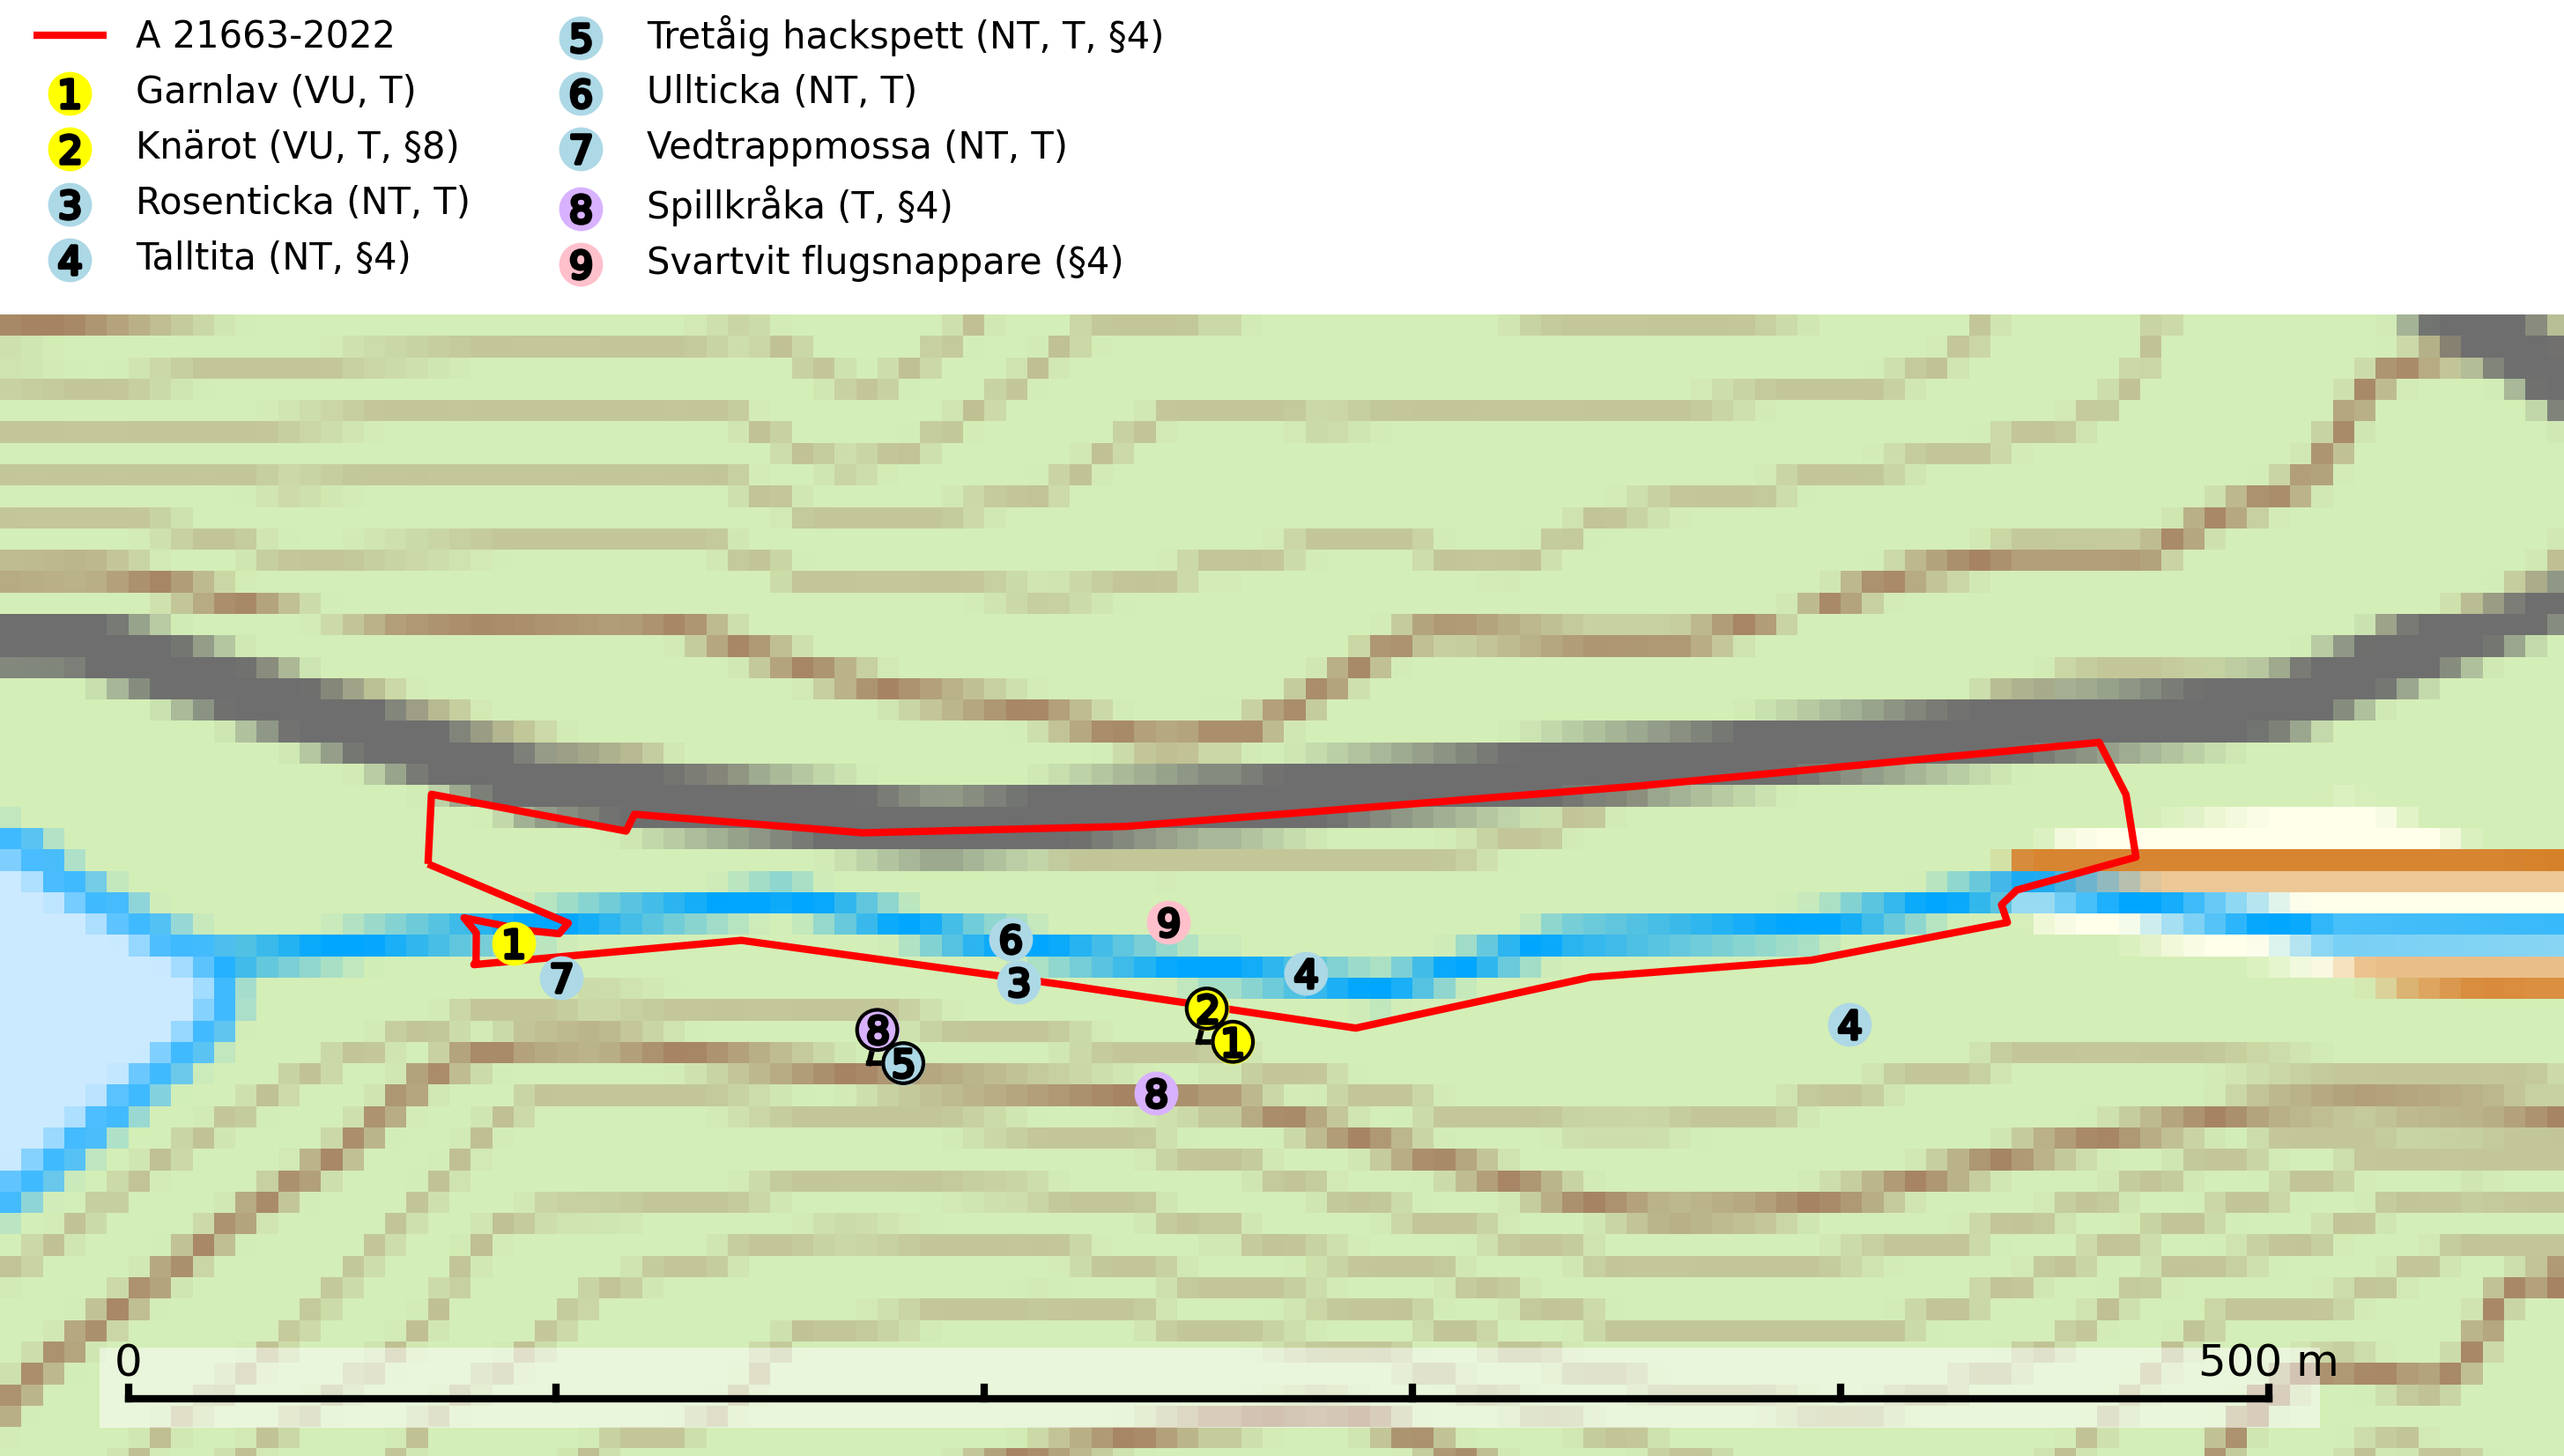 A 21663-2022
1 Garnlav (VU, T)
2 Knärot (VU, T, §8)
3 Rosenticka (NT, T)
4 Talltita (NT, §4)
5 Tretåig hackspett (NT, T, §4)
6 Ullticka (NT, T)
7 Vedtrappmossa (NT, T)
8 Spillkråka (T, §4)
9 Svartvit flugsnappare (§4)
9
6
1
4
7
3
2
4
8
1
5
8
0 500 m